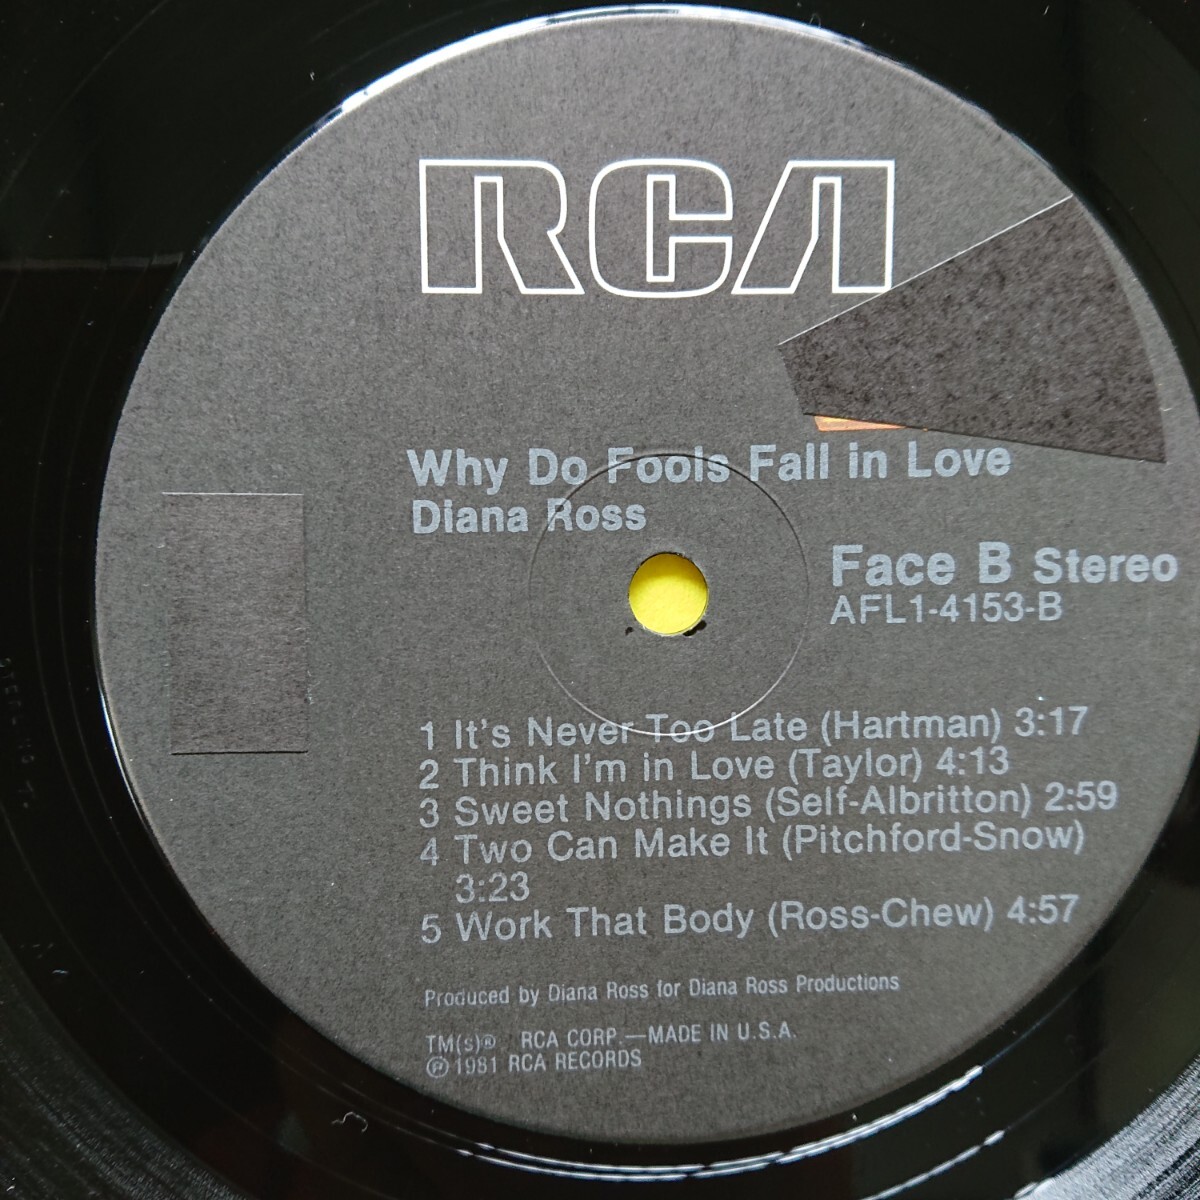 RCA
Why Do Fools Fall in Love
Diana Ross
Face B Stereo
AFL1-4153-B
1 It's Never Too Late (Hartman) 3:17
2 Think I'm in Love (Taylor) 4:13
3 Sweet Nothings (Self-Albritton) 2:59
4 Two Can Make It (Pitchford-Snow)
3:23
5 Work That Body (Ross-Chew) 4:57
Produced by Diana Ross for Diana Ross Productions
TM(s)® RCA CORP.—MADE IN U.S.A.
℗ 1981 RCA RECORDS